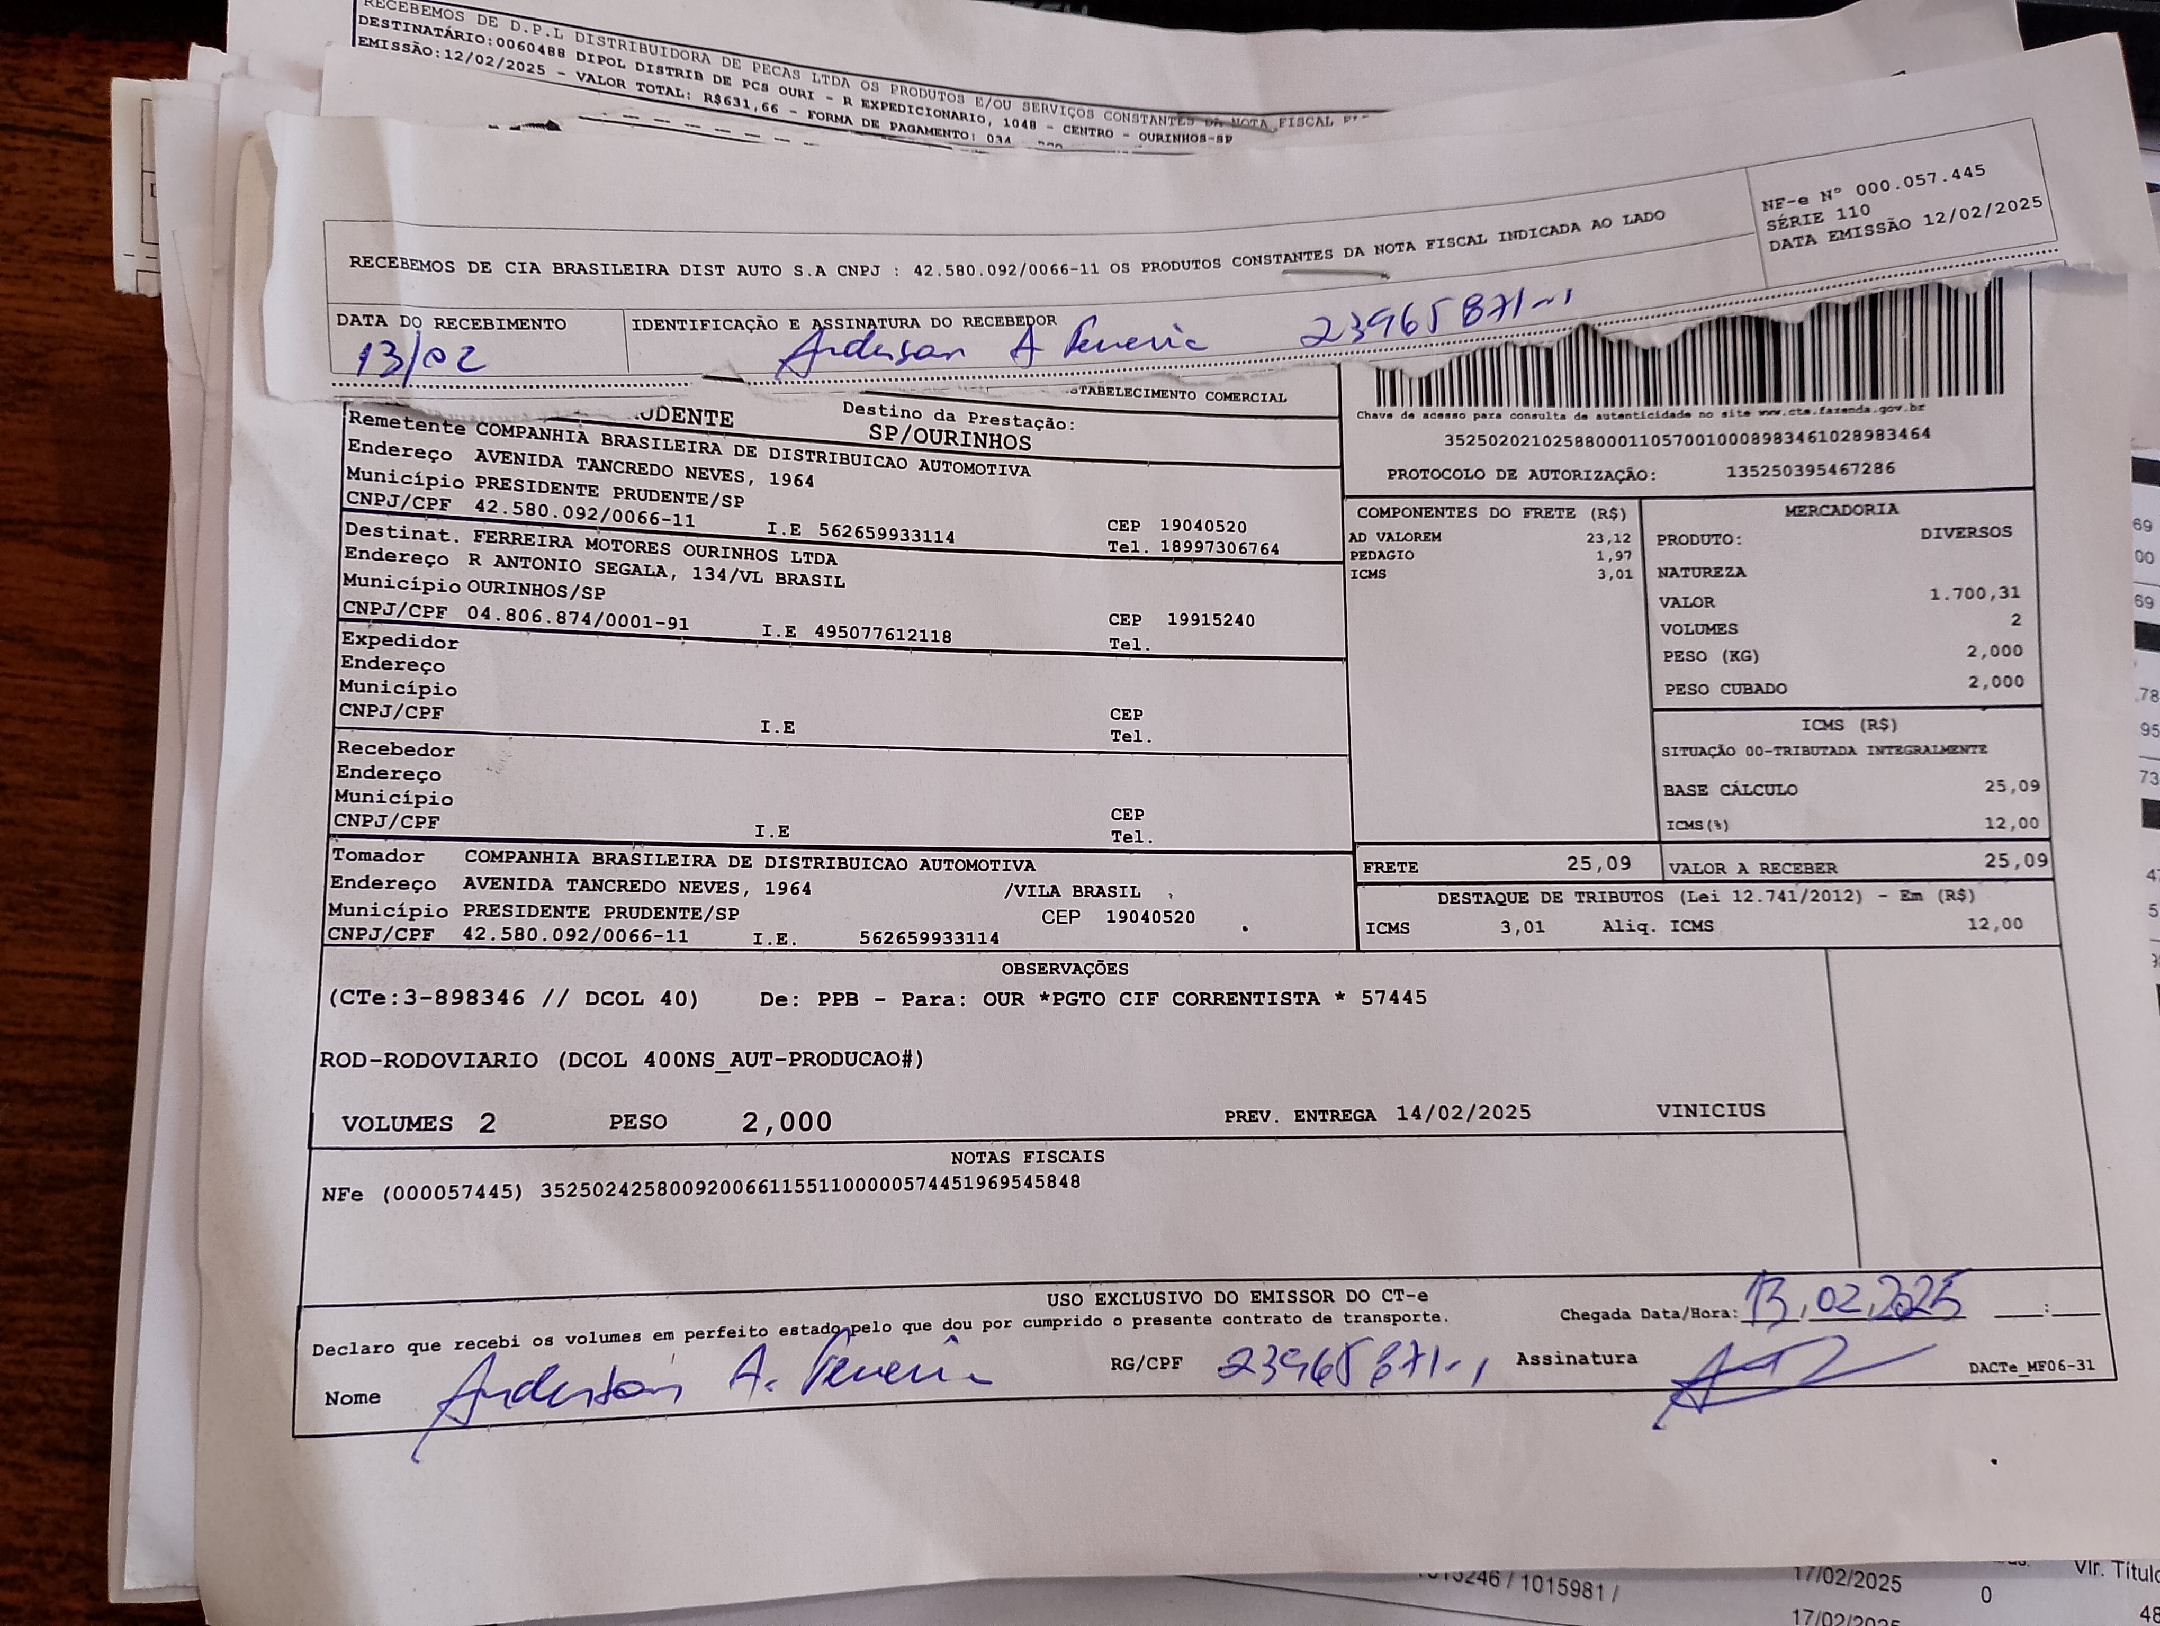 RECEBEMOS DE D.P.L DISTRIBUIDORA DE PECAS LTDA OS PRODUTOS E/OU SERVIÇOS CONSTANTES DA NOTA FISCAL
DESTINATÁRIO:0060488 DIPOL DISTRIB DE PCS OURI - R EXPEDICIONARIO, 1048 - CENTRO - OURINHOS-SP
EMISSÃO:12/02/2025 - VALOR TOTAL: R$631,66 - FORMA DE PAGAMENTO: 034
RECEBEMOS DE CIA BRASILEIRA DIST AUTO S.A CNPJ : 42.580.092/0066-11 OS PRODUTOS CONSTANTES DA NOTA FISCAL INDICADA AO LADO
NF-e Nº 000.057.445
SÉRIE 110
DATA EMISSÃO 12/02/2025
DATA DO RECEBIMENTO
13/02
IDENTIFICAÇÃO E ASSINATURA DO RECEBEDOR
Anderson A 23965871-1
STABELECIMENTO COMERCIAL
UDENTE
Destino da Prestação:
SP/OURINHOS
Chave de acesso para consulta de autenticidade no site www.cte.fazenda.gov.br
35250202102588000110570010008983461028983464
PROTOCOLO DE AUTORIZAÇÃO: 135250395467286
Remetente COMPANHIA BRASILEIRA DE DISTRIBUICAO AUTOMOTIVA
Endereço AVENIDA TANCREDO NEVES, 1964
Município PRESIDENTE PRUDENTE/SP
CNPJ/CPF 42.580.092/0066-11 I.E 562659933114
CEP 19040520
Tel. 18997306764
Destinat. FERREIRA MOTORES OURINHOS LTDA
Endereço R ANTONIO SEGALA, 134/VL BRASIL
Município OURINHOS/SP
CNPJ/CPF 04.806.874/0001-91 I.E 495077612118
CEP 19915240
Tel.
Expedidor
Endereço
Município
CNPJ/CPF I.E
CEP
Tel.
Recebedor
Endereço
Município
CNPJ/CPF I.E
CEP
Tel.
Tomador COMPANHIA BRASILEIRA DE DISTRIBUICAO AUTOMOTIVA
Endereço AVENIDA TANCREDO NEVES, 1964 /VILA BRASIL
Município PRESIDENTE PRUDENTE/SP CEP 19040520
CNPJ/CPF 42.580.092/0066-11 I.E. 562659933114
COMPONENTES DO FRETE (R$)
AD VALOREM 23,12
PEDAGIO 1,97
ICMS 3,01
MERCADORIA
PRODUTO: DIVERSOS
NATUREZA
VALOR 1.700,31
VOLUMES 2
PESO (KG) 2,000
PESO CUBADO 2,000
ICMS (R$)
SITUAÇÃO 00-TRIBUTADA INTEGRALMENTE
BASE CÁLCULO 25,09
ICMS(%) 12,00
FRETE 25,09
VALOR A RECEBER 25,09
DESTAQUE DE TRIBUTOS (Lei 12.741/2012) - Em (R$)
ICMS 3,01 Aliq. ICMS 12,00
OBSERVAÇÕES
(CTe:3-898346 // DCOL 40) De: PPB - Para: OUR *PGTO CIF CORRENTISTA * 57445
ROD-RODOVIARIO (DCOL 400NS_AUT-PRODUCAO#)
VOLUMES 2 PESO 2,000 PREV. ENTREGA 14/02/2025 VINICIUS
NOTAS FISCAIS
NFe (000057445) 35250242580092006611551100000574451969545848
USO EXCLUSIVO DO EMISSOR DO CT-e
Declaro que recebi os volumes em perfeito estado pelo que dou por cumprido o presente contrato de transporte.
Chegada Data/Hora: 13,02,2025 __:__
Nome Anderson A. RG/CPF 23965871-1 Assinatura
DACTe_MF06-31
1015246 / 1015981 /
17/02/2025
0
Vlr. Título
17/02/2025
48